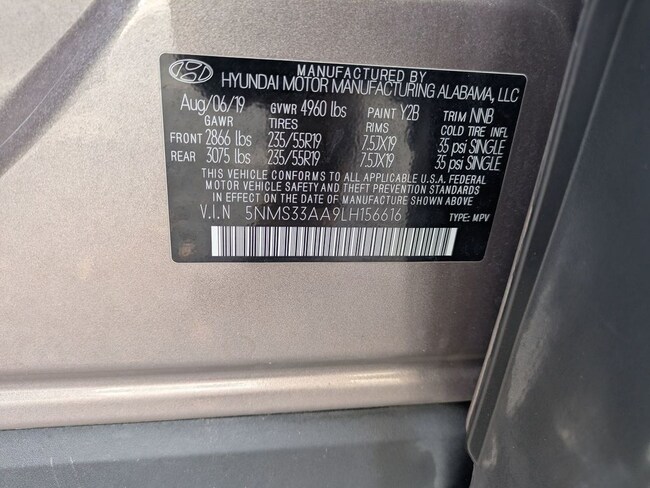 MANUFACTURED BY
HYUNDAI MOTOR MANUFACTURING ALABAMA, LLC
Aug/06/19 GVWR 4960 lbs PAINT Y2B TRIM NNB
GAWR TIRES RIMS COLD TIRE INFL
FRONT 2866 lbs 235/55R19 7.5JX19 35 psi SINGLE
REAR 3075 lbs 235/55R19 7.5JX19 35 psi SINGLE
THIS VEHICLE CONFORMS TO ALL APPLICABLE U.S.A. FEDERAL
MOTOR VEHICLE SAFETY AND THEFT PREVENTION STANDARDS
IN EFFECT ON THE DATE OF MANUFACTURE SHOWN ABOVE
V.I.N 5NMS33AA9LH156616 TYPE: MPV